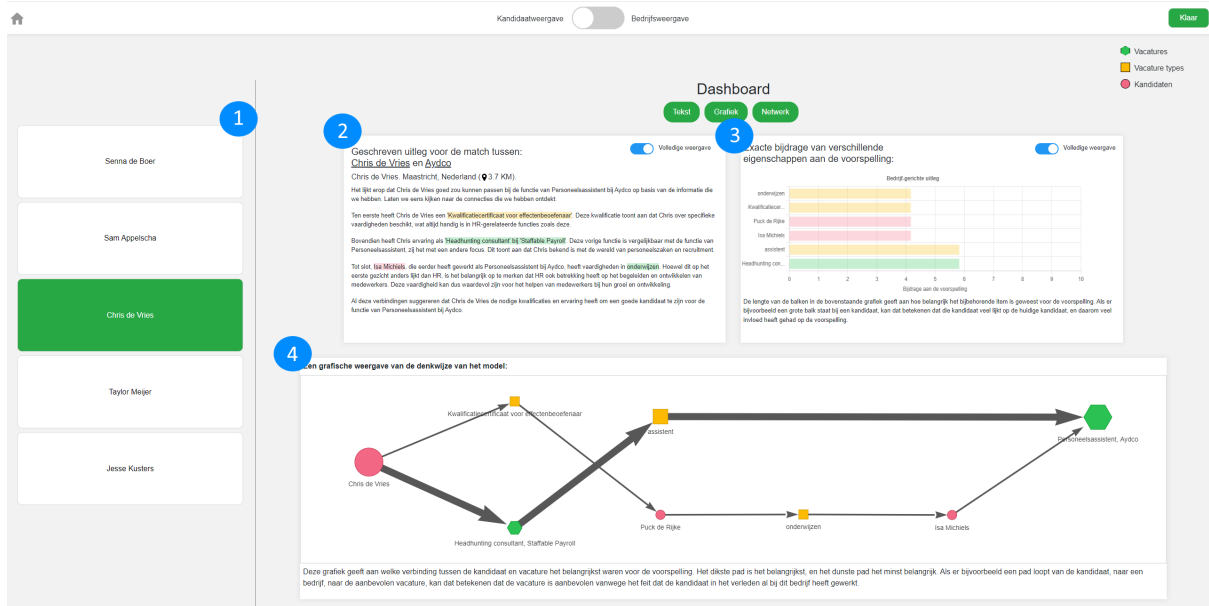 Kandidaatweergave
Bedrijfsweergave
Klaar
Vacatures
Vacature types
Kandidaten
Dashboard
Tekst
Grafiek
Netwerk
1
Senna de Boer
Sam Appelscha
Chris de Vries
Taylor Meijer
Jesse Kusters
2
Geschreven uitleg voor de match tussen:
Chris de Vries en Aydco
Volledige weergave
Chris de Vries. Maastricht, Nederland (3.7 KM).
Het lijkt erop dat Chris de Vries goed zou kunnen passen bij de functie van Personeelsassistent bij Aydco op basis van de informatie die
we hebben. Laten we eens kijken naar de connecties die we hebben ontdekt:
Ten eerste heeft Chris de Vries een 'Kwalificatiecertificaat voor effectenbeoefenaar'. Deze kwalificatie toont aan dat Chris over specifieke
vaardigheden beschikt, wat altijd handig is in HR-gerelateerde functies zoals deze.
Bovendien heeft Chris ervaring als 'Headhunting consultant' bij 'Staffable Payroll'. Deze vorige functie is vergelijkbaar met de functie van
Personeelsassistent, zij het met een andere focus. Dit toont aan dat Chris bekend is met de wereld van personeelszaken en recruitment.
Tot slot, Isa Michiels, die eerder heeft gewerkt als Personeelsassistent bij Aydco, heeft vaardigheden in onderwijzen. Hoewel dit op het
eerste gezicht anders lijkt dan HR, is het belangrijk op te merken dat HR ook betrekking heeft op het begeleiden en ontwikkelen van
medewerkers. Deze vaardigheid kan dus waardevol zijn voor het helpen van medewerkers bij hun groei en ontwikkeling.
Al deze verbindingen suggereren dat Chris de Vries de nodige kwalificaties en ervaring heeft om een goede kandidaat te zijn voor de
functie van Personeelsassistent bij Aydco.
3
Exacte bijdrage van verschillende
eigenschappen aan de voorspelling:
Volledige weergave
Bedrijf-gerichte uitleg
onderwijzen
Kwalificatiecer...
Puck de Rijke
Isa Michiels
assistent
Headhunting con...
0 1 2 3 4 5 6 7 8 9 10
Bijdrage aan de voorspelling
De lengte van de balken in de bovenstaande grafiek geeft aan hoe belangrijk het bijbehorende item is geweest voor de voorspelling. Als er
bijvoorbeeld een grote balk staat bij een kandidaat, kan dat betekenen dat die kandidaat veel lijkt op de huidige kandidaat, en daarom veel
invloed heeft gehad op de voorspelling.
4
Een grafische weergave van de denkwijze van het model:
Kwalificatiecertificaat voor effectenbeoefenaar
assistent
Personeelsassistent, Aydco
Chris de Vries
Puck de Rijke
onderwijzen
Isa Michiels
Headhunting consultant, Staffable Payroll
Deze grafiek geeft aan welke verbinding tussen de kandidaat en vacature het belangrijkst waren voor de voorspelling. Het dikste pad is het belangrijkst, en het dunste pad het minst belangrijk. Als er bijvoorbeeld een pad loopt van de kandidaat, naar een
bedrijf, naar de aanbevolen vacature, kan dat betekenen dat de vacature is aanbevolen vanwege het feit dat de kandidaat in het verleden al bij dit bedrijf heeft gewerkt.